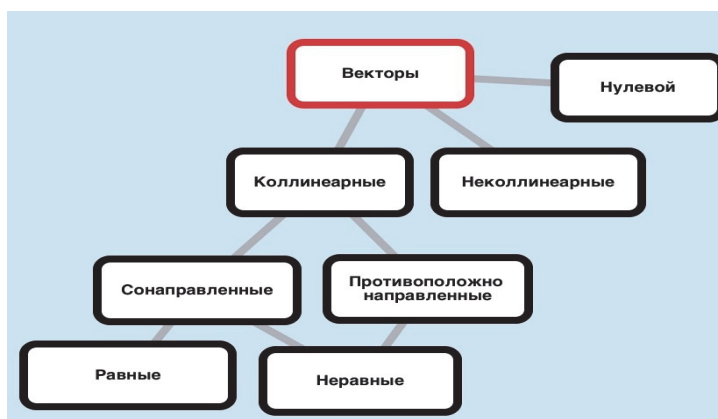 Векторы
Нулевой
Коллинеарные
Неколлинеарные
Сонаправленные
Противоположно
направленные
Равные
Неравные